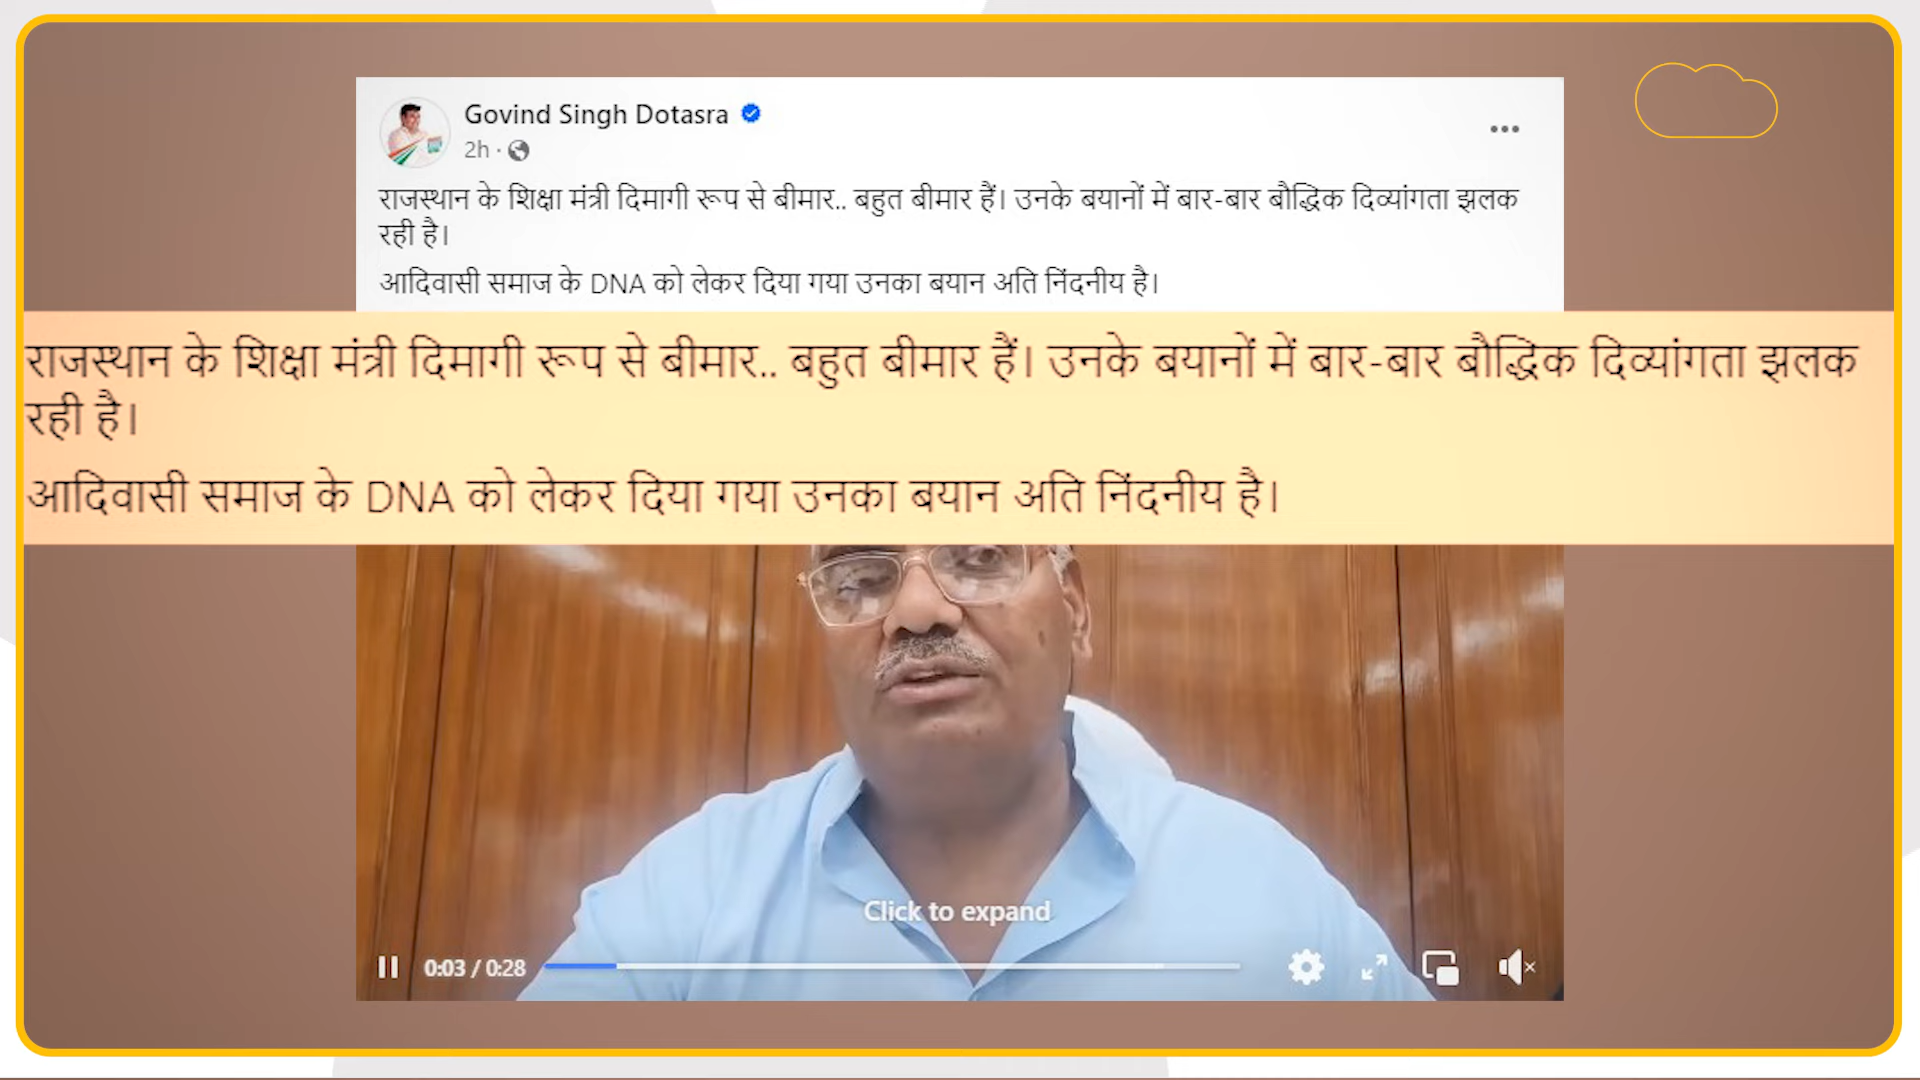 Govind Singh Dotasra
2h ·
राजस्थान के शिक्षा मंत्री दिमागी रूप से बीमार.. बहुत बीमार हैं। उनके बयानों में बार-बार बौद्धिक दिव्यांगता झलक
रही है।
आदिवासी समाज के DNA को लेकर दिया गया उनका बयान अति निंदनीय है।
राजस्थान के शिक्षा मंत्री दिमागी रूप से बीमार.. बहुत बीमार हैं। उनके बयानों में बार-बार बौद्धिक दिव्यांगता झलक
रही है।
आदिवासी समाज के DNA को लेकर दिया गया उनका बयान अति निंदनीय है।
Click to expand
0:03 / 0:28